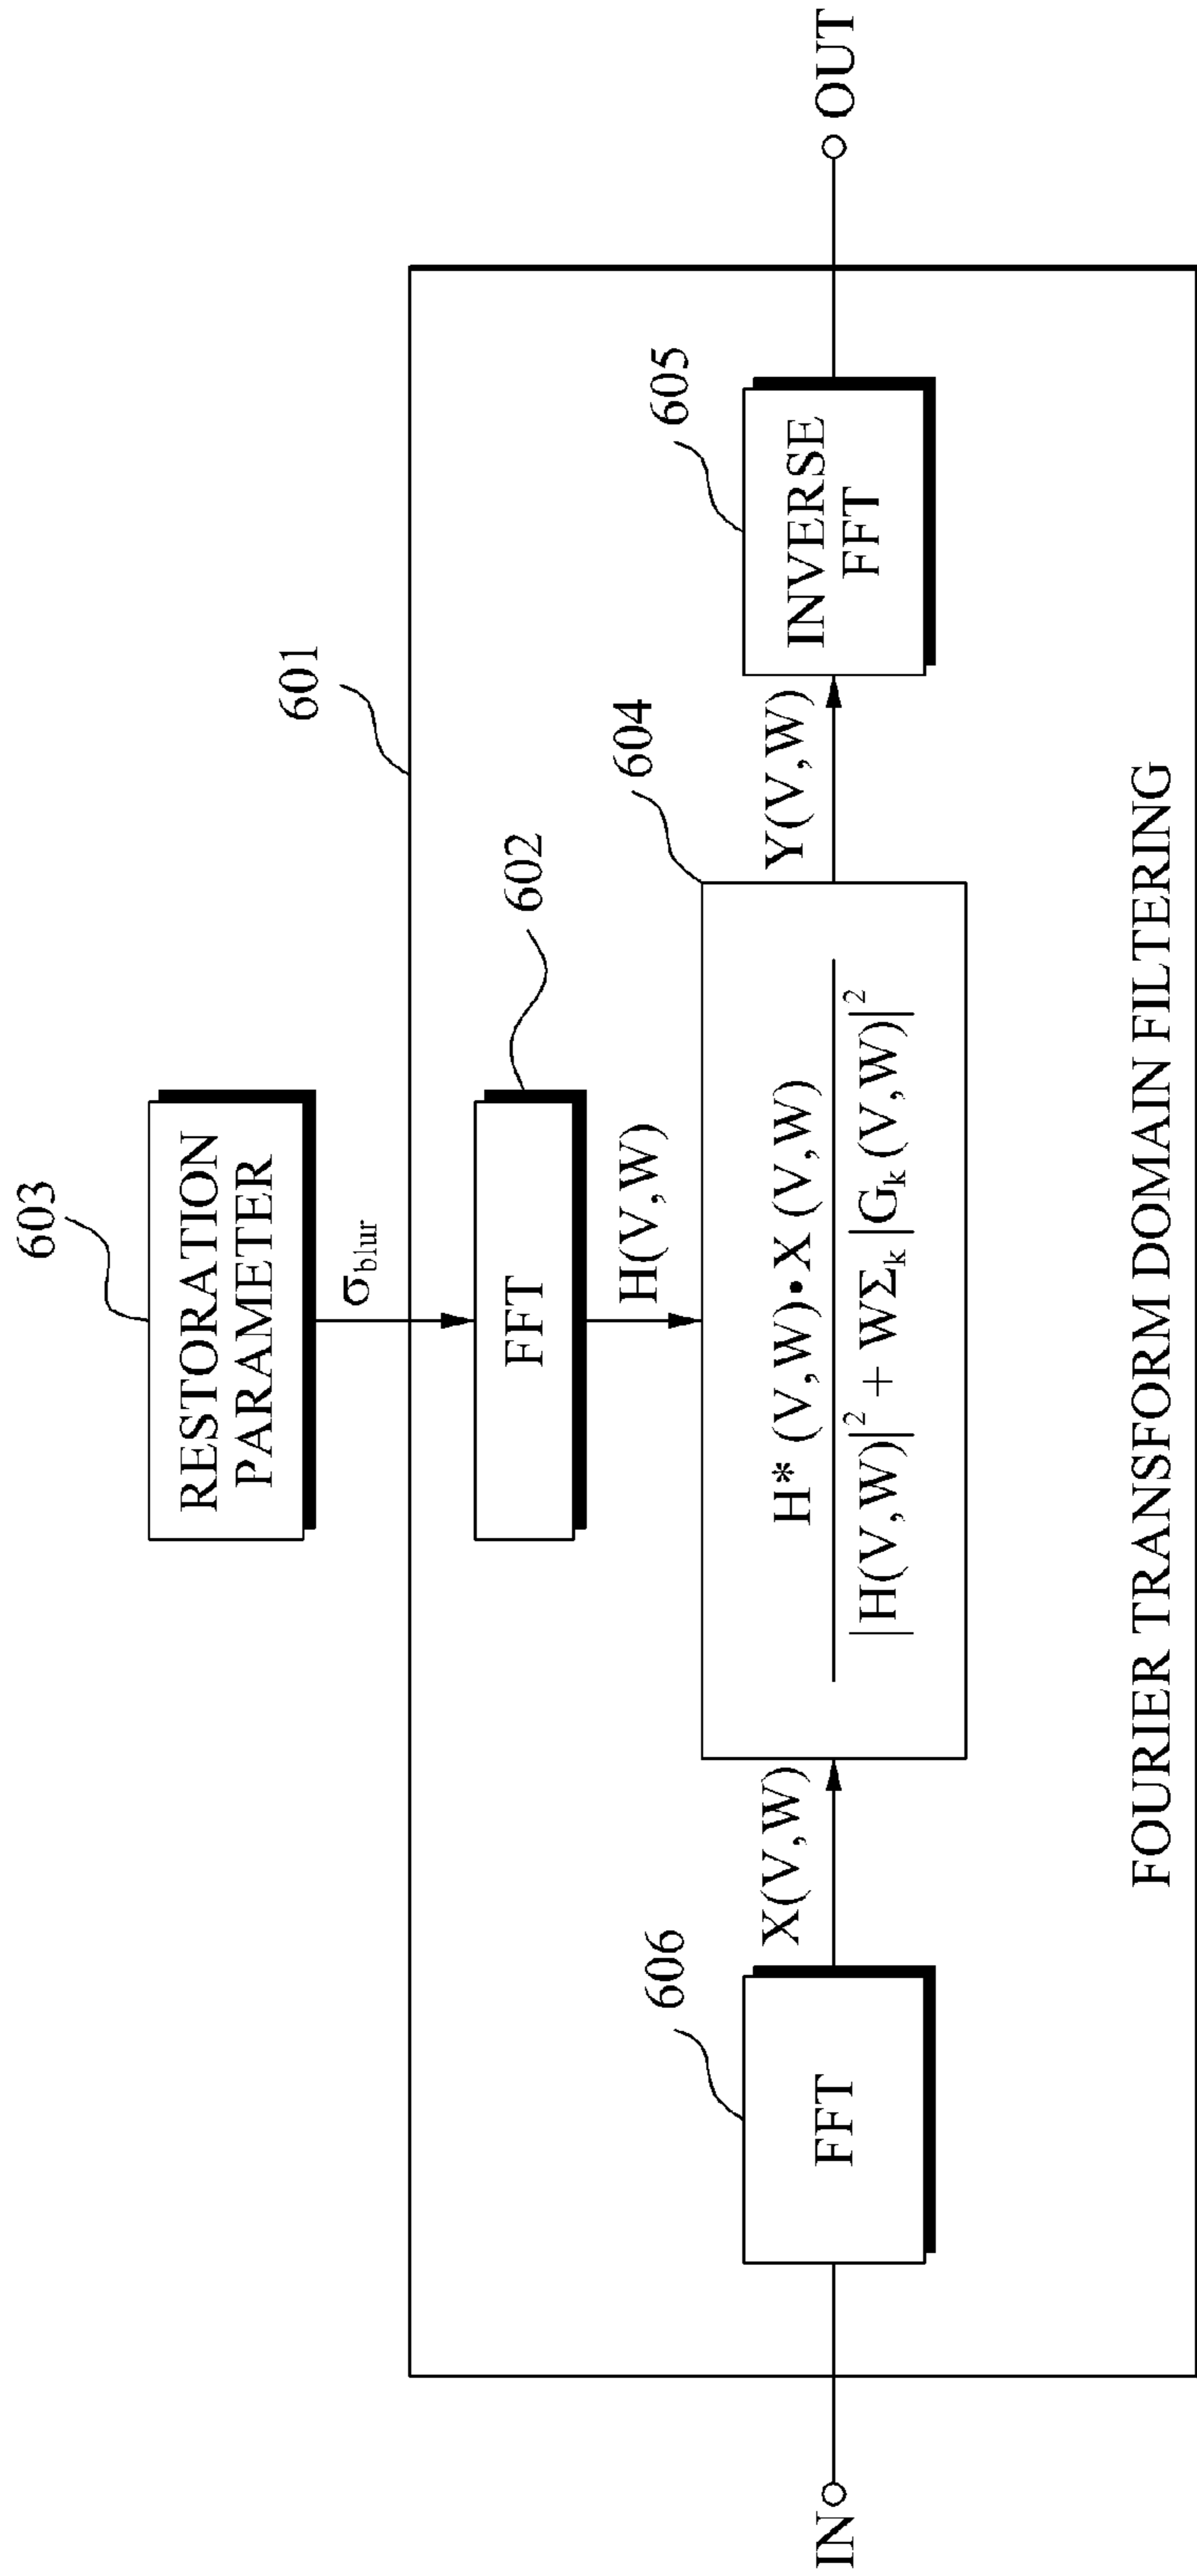 603
RESTORATION
PARAMETER
σblur
601
602
FFT
H(V,W)
604
605
606
IN
FFT
X(V,W)
H* (V,W)•X (V,W)
|H(V,W)|² + WΣₖ |Gₖ (V,W)|²
Y(V,W)
INVERSE
FFT
OUT
FOURIER TRANSFORM DOMAIN FILTERING